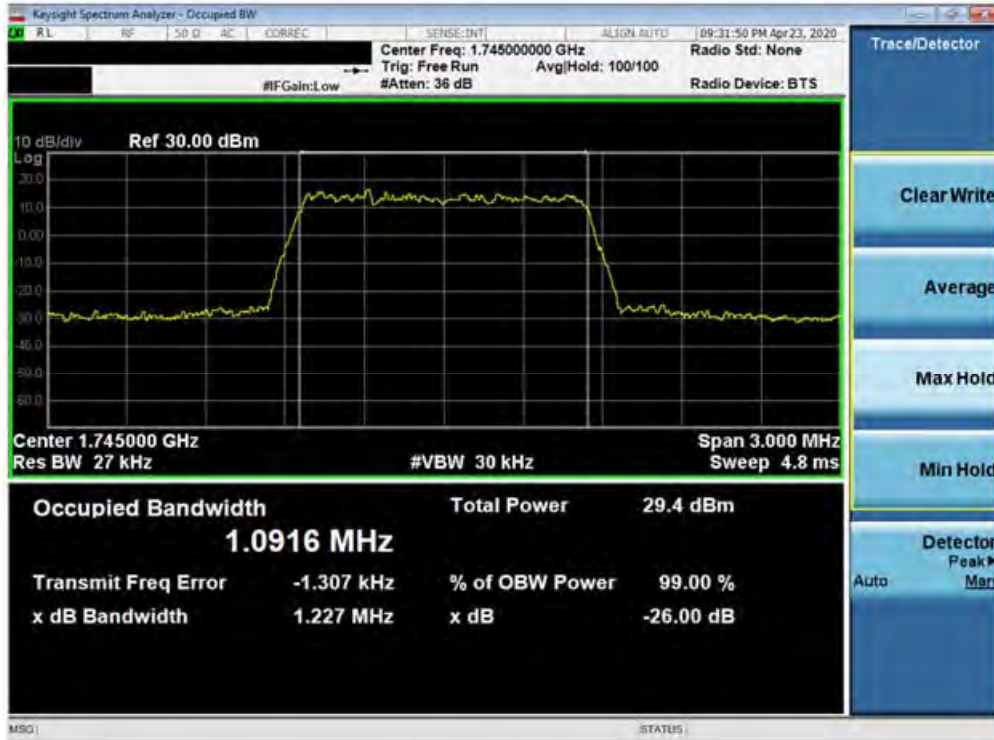 Keysight Spectrum Analyzer - Occupied BW
RL RF 50 Ω AC CORREC SENSE:INT ALIGN AUTO 09:31:50 PM Apr 23, 2020
Center Freq: 1.745000000 GHz Radio Std: None
Trig: Free Run Avg|Hold: 100/100
#IFGain:Low #Atten: 36 dB Radio Device: BTS
10 dB/div Ref 30.00 dBm
Log
20.0
10.0
0.00
-10.0
-20.0
-30.0
-40.0
-50.0
-60.0
Center 1.745000 GHz Span 3.000 MHz
Res BW 27 kHz #VBW 30 kHz Sweep 4.8 ms
Occupied Bandwidth Total Power 29.4 dBm
1.0916 MHz
Transmit Freq Error -1.307 kHz % of OBW Power 99.00 %
x dB Bandwidth 1.227 MHz x dB -26.00 dB
MSG STATUS
Trace/Detector
Clear Write
Average
Max Hold
Min Hold
Detector
Peak
Auto Man